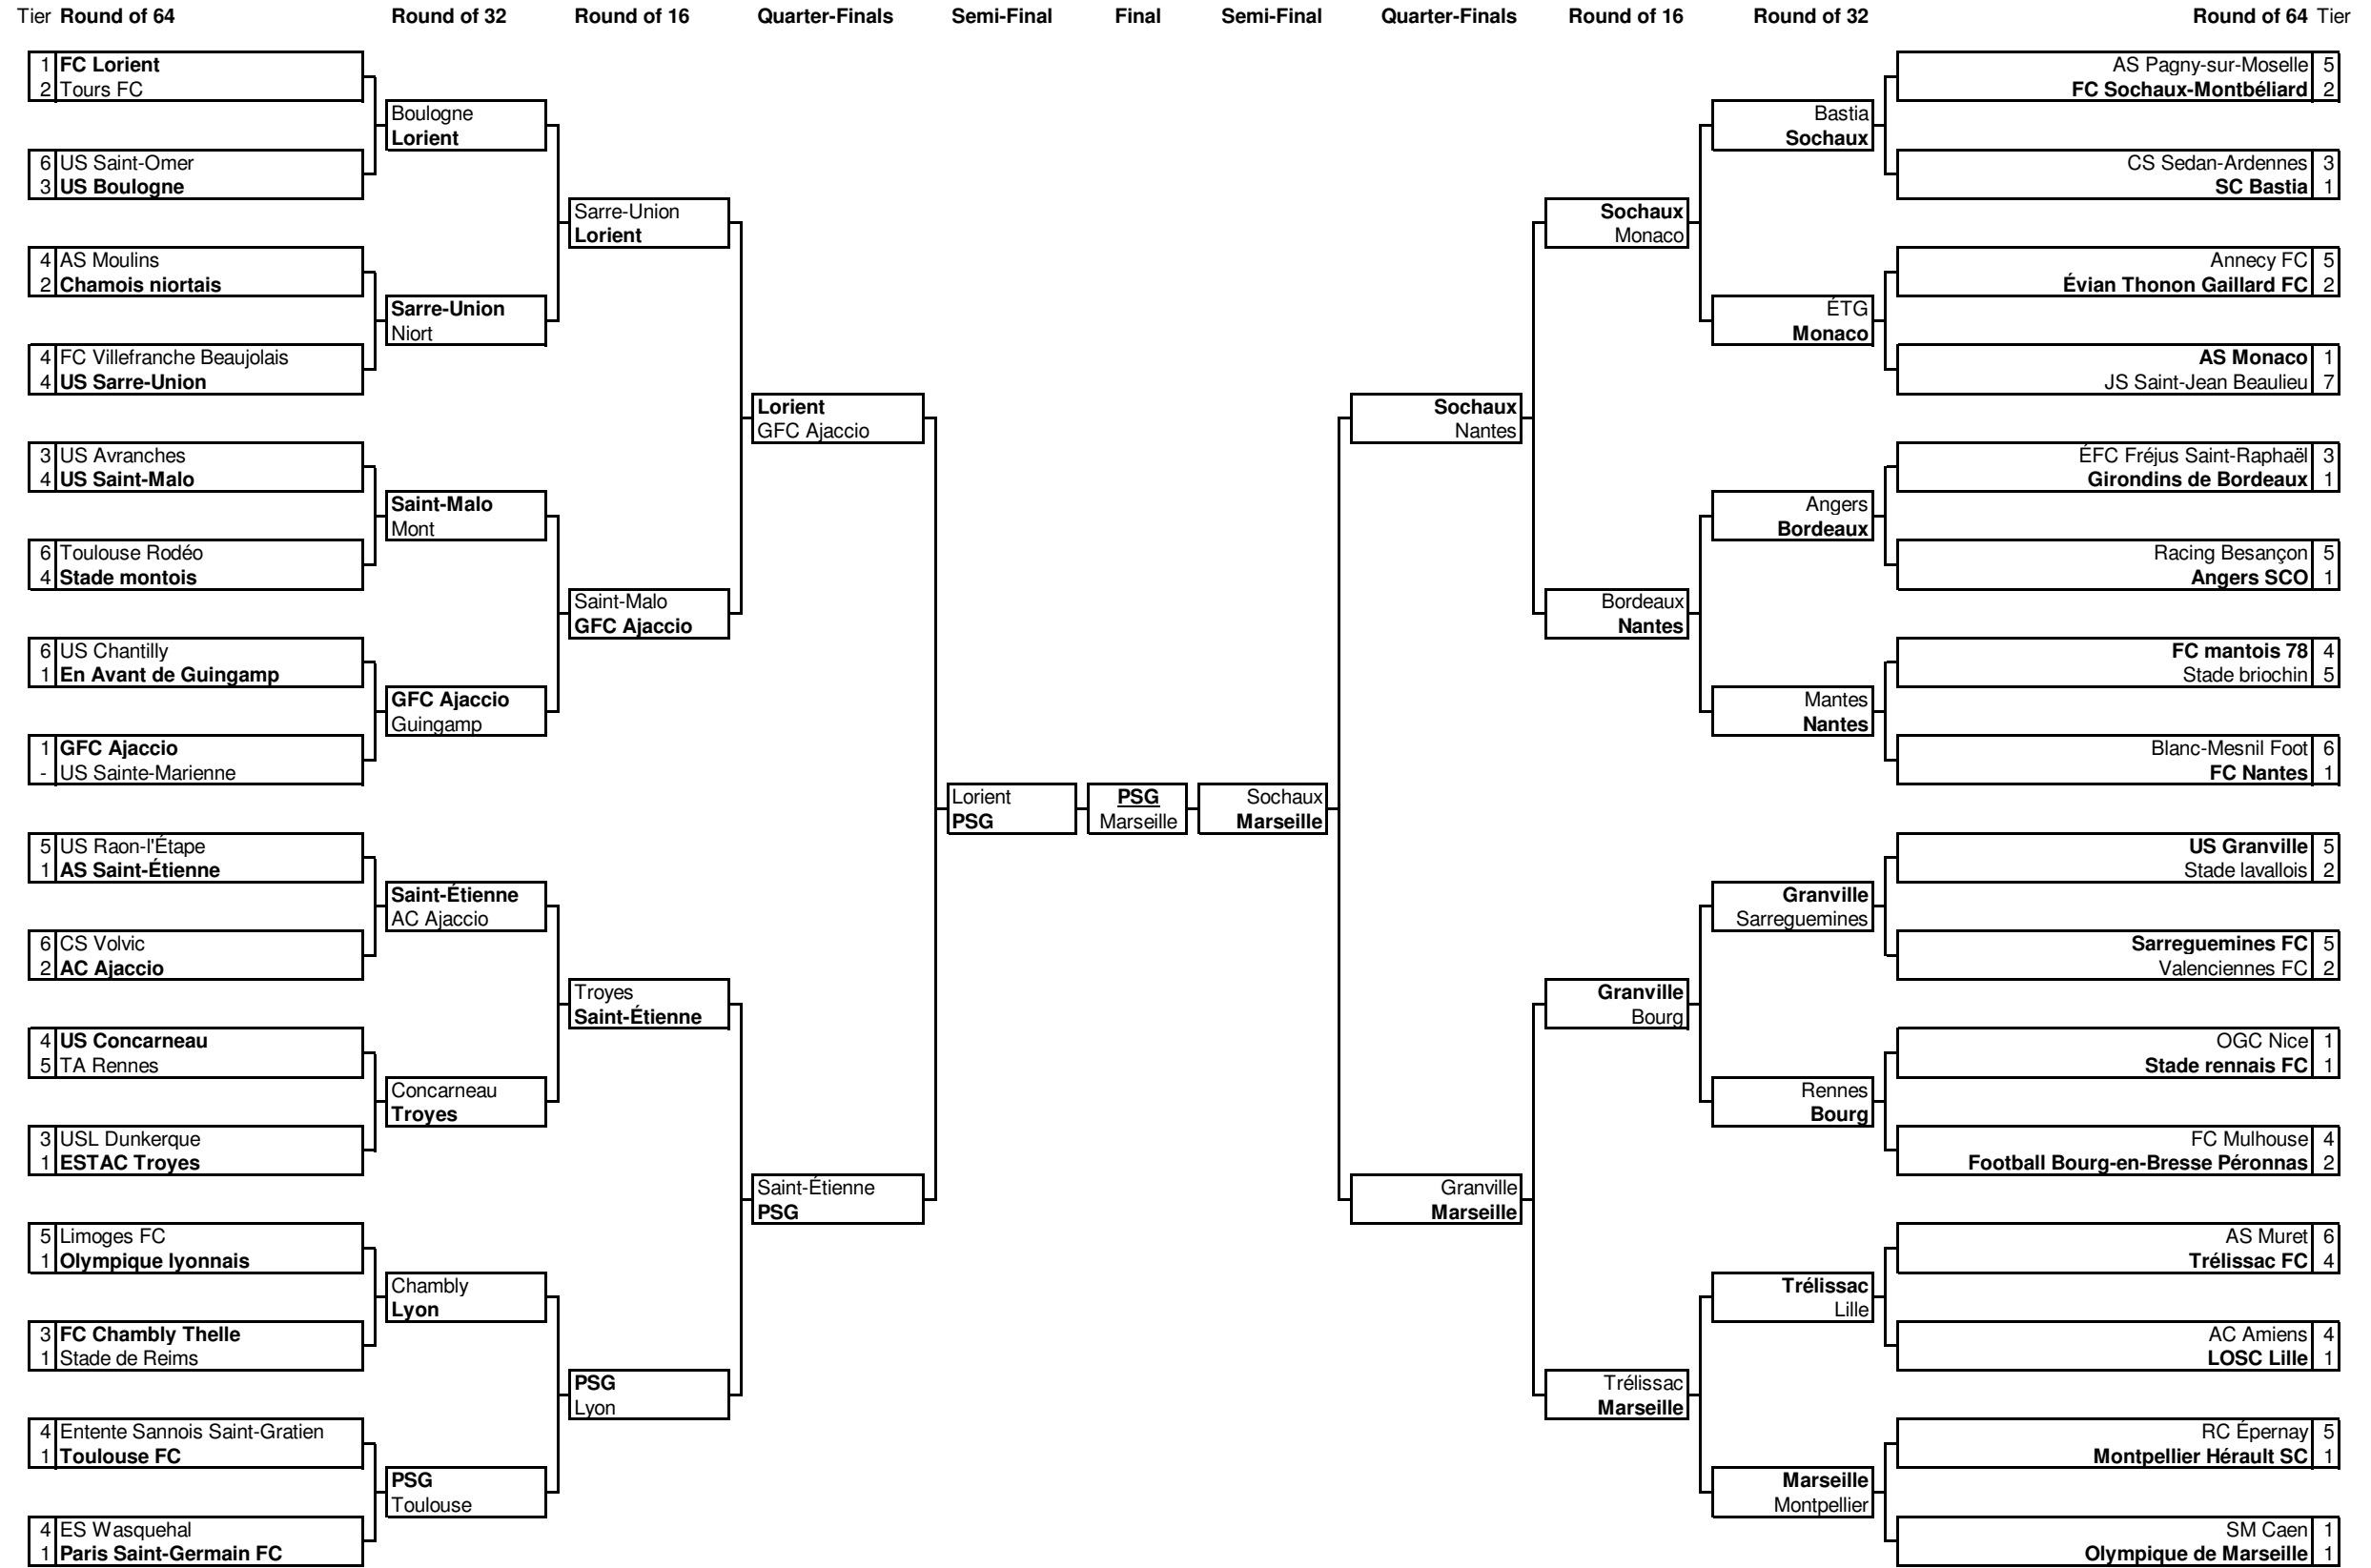 Tier Round of 64 Round of 32 Round of 16 Quarter-Finals Semi-Final Final Semi-Final Quarter-Finals Round of 16 Round of 32 Round of 64 Tier
1 FC Lorient
2 Tours FC
6 US Saint-Omer
3 US Boulogne
4 AS Moulins
2 Chamois niortais
4 FC Villefranche Beaujolais
4 US Sarre-Union
3 US Avranches
4 US Saint-Malo
6 Toulouse Rodéo
4 Stade montois
6 US Chantilly
1 En Avant de Guingamp
1 GFC Ajaccio
- US Sainte-Marienne
5 US Raon-l'Étape
1 AS Saint-Étienne
6 CS Volvic
2 AC Ajaccio
4 US Concarneau
5 TA Rennes
3 USL Dunkerque
1 ESTAC Troyes
5 Limoges FC
1 Olympique lyonnais
3 FC Chambly Thelle
1 Stade de Reims
4 Entente Sannois Saint-Gratien
1 Toulouse FC
4 ES Wasquehal
1 Paris Saint-Germain FC
Boulogne
Lorient
Sarre-Union
Niort
Saint-Malo
Mont
GFC Ajaccio
Guingamp
Saint-Étienne
AC Ajaccio
Concarneau
Troyes
Chambly
Lyon
PSG
Toulouse
Sarre-Union
Lorient
Saint-Malo
GFC Ajaccio
Troyes
Saint-Étienne
PSG
Lyon
Lorient
GFC Ajaccio
Saint-Étienne
PSG
Lorient
PSG
PSG
Marseille
Sochaux
Marseille
Sochaux
Nantes
Granville
Marseille
Sochaux
Monaco
Bordeaux
Nantes
Granville
Bourg
Trélissac
Marseille
Bastia
Sochaux
ÉTG
Monaco
Angers
Bordeaux
Mantes
Nantes
Granville
Sarreguemines
Rennes
Bourg
Trélissac
Lille
Marseille
Montpellier
AS Pagny-sur-Moselle 5
FC Sochaux-Montbéliard 2
CS Sedan-Ardennes 3
SC Bastia 1
Annecy FC 5
Évian Thonon Gaillard FC 2
AS Monaco 1
JS Saint-Jean Beaulieu 7
ÉFC Fréjus Saint-Raphaël 3
Girondins de Bordeaux 1
Racing Besançon 5
Angers SCO 1
FC mantois 78 4
Stade briochin 5
Blanc-Mesnil Foot 6
FC Nantes 1
US Granville 5
Stade lavallois 2
Sarreguemines FC 5
Valenciennes FC 2
OGC Nice 1
Stade rennais FC 1
FC Mulhouse 4
Football Bourg-en-Bresse Péronnas 2
AS Muret 6
Trélissac FC 4
AC Amiens 4
LOSC Lille 1
RC Épernay 5
Montpellier Hérault SC 1
SM Caen 1
Olympique de Marseille 1